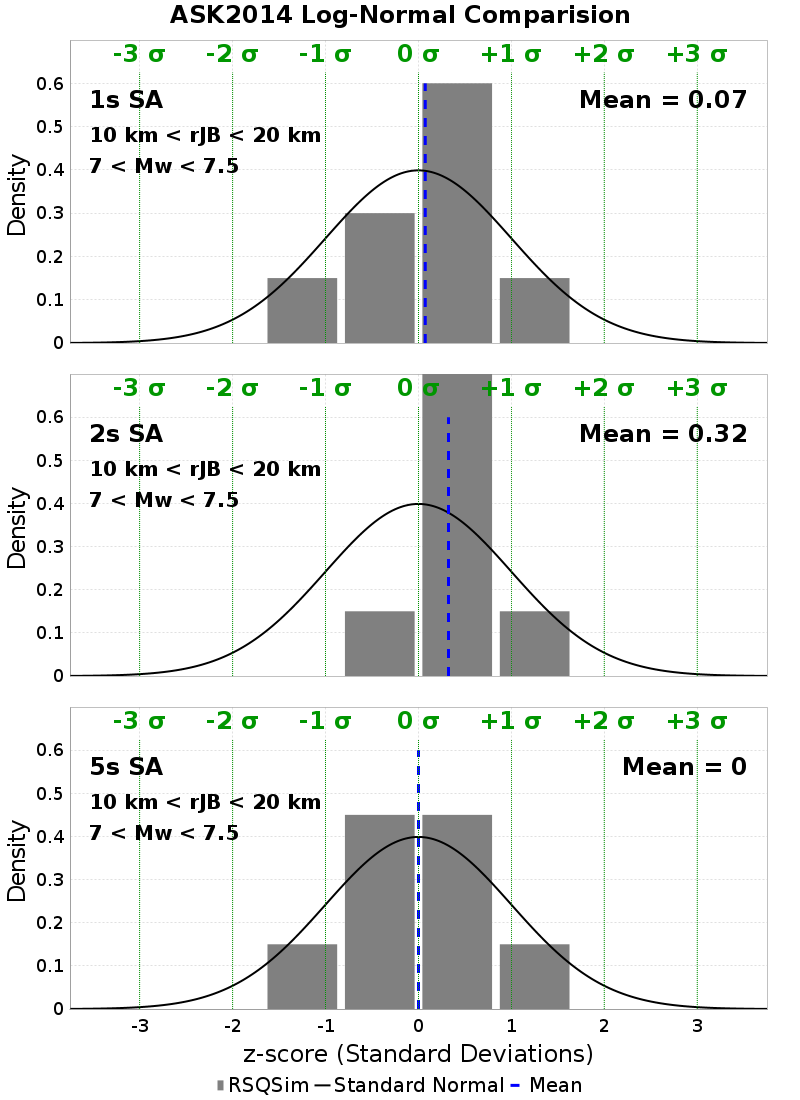 ASK2014 Log-Normal Comparision
-3 σ -2 σ -1 σ 0 σ +1 σ +2 σ +3 σ
1s SA
Mean = 0.07
10 km < rJB < 20 km
7 < Mw < 7.5
Density
0.6
0.5
0.4
0.3
0.2
0.1
0
-3 σ -2 σ -1 σ 0 σ +1 σ +2 σ +3 σ
2s SA
Mean = 0.32
10 km < rJB < 20 km
7 < Mw < 7.5
Density
0.6
0.5
0.4
0.3
0.2
0.1
0
-3 σ -2 σ -1 σ 0 σ +1 σ +2 σ +3 σ
5s SA
Mean = 0
10 km < rJB < 20 km
7 < Mw < 7.5
Density
0.6
0.5
0.4
0.3
0.2
0.1
0
-3 -2 -1 0 1 2 3
z-score (Standard Deviations)
RSQSim Standard Normal Mean